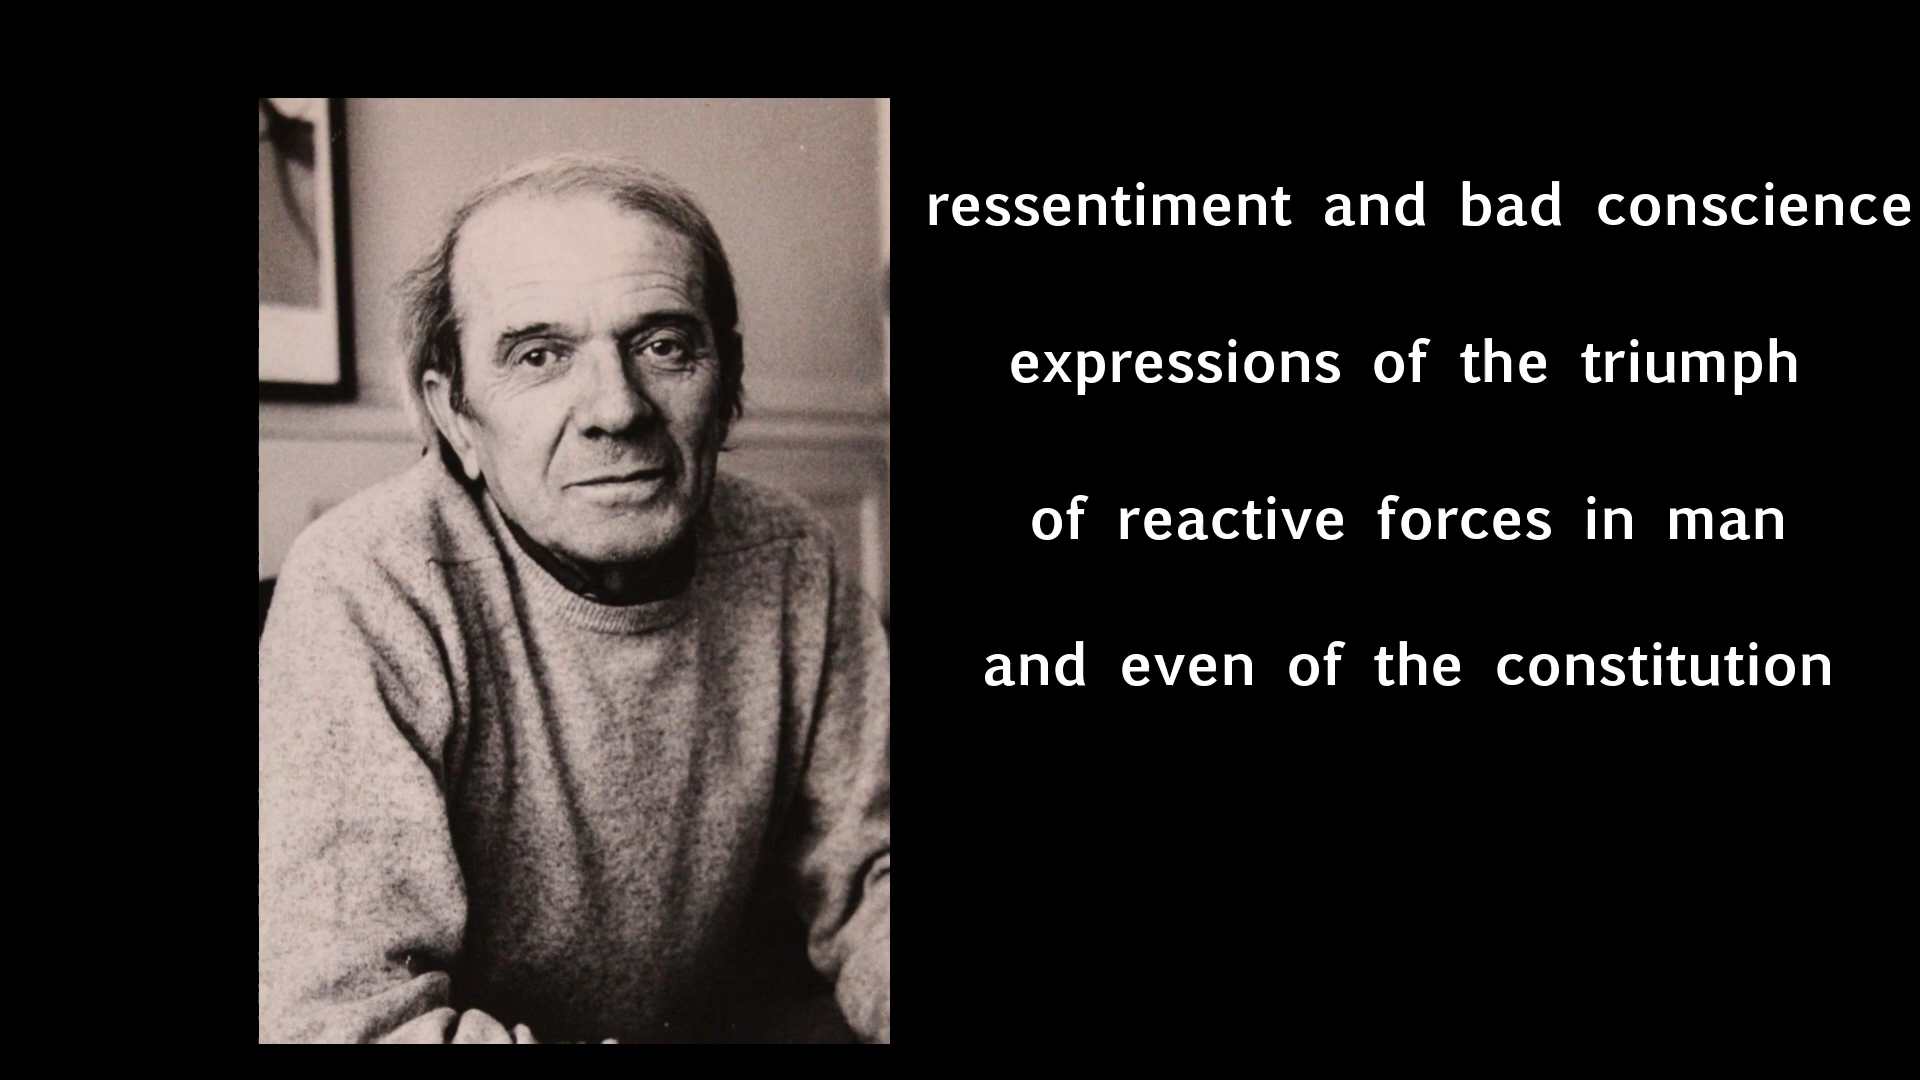 ressentiment and bad conscience
expressions of the triumph
of reactive forces in man
and even of the constitution